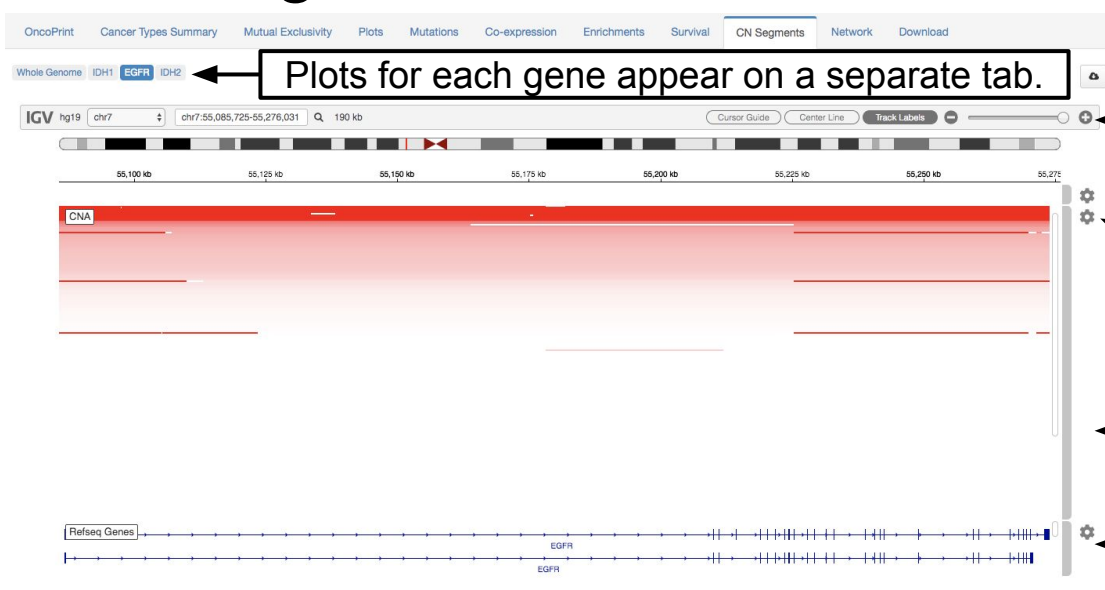 OncoPrint Cancer Types Summary Mutual Exclusivity Plots Mutations Co-expression Enrichments Survival CN Segments Network Download
Whole Genome IDH1 EGFR IDH2
Plots for each gene appear on a separate tab.
IGV hg19 chr7 chr7:55,085,725-55,276,031 190 kb Cursor Guide Center Line Track Labels
55,100 kb 55,125 kb 55,150 kb 55,175 kb 55,200 kb 55,225 kb 55,250 kb 55,275
CNA
Refseq Genes
EGFR
EGFR